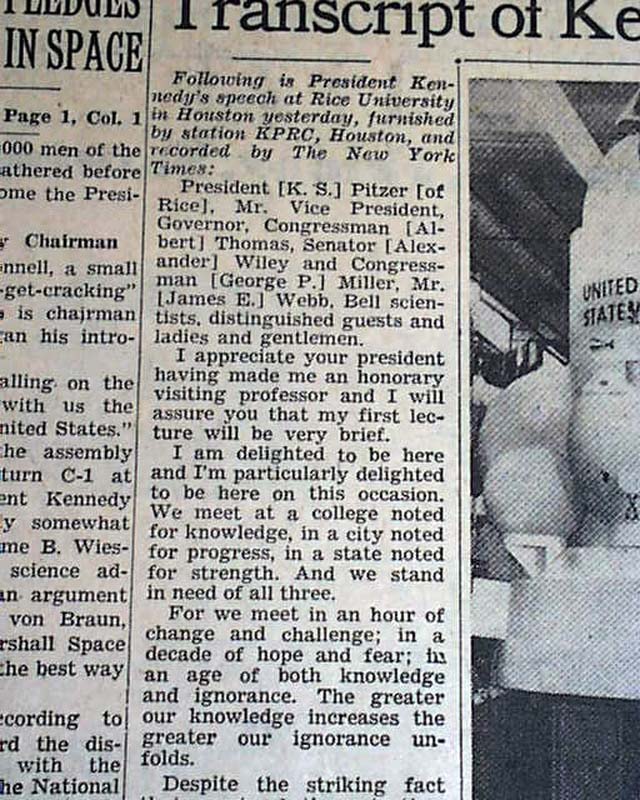 PLEDGES
IN SPACE
Page 1, Col. 1
000 men of the
athered before
ome the Presi-
Chairman
nnell, a small
-get-cracking”
is chairman
an his intro-
alling on the
with us the
nited States.”
he assembly
turn C-1 at
ent Kennedy
y somewhat
me B. Wies-
science ad-
an argument
von Braun,
rshall Space
the best way
ccording to
rd the dis-
with the
he National
Transcript of Ke
Following is President Ken-
nedy's speech at Rice University
in Houston yesterday, furnished
by station KPRC, Houston, and
recorded by The New York
Times:
President [K. S.] Pitzer [of
Rice], Mr. Vice President,
Governor, Congressman [Al-
bert] Thomas, Senator [Alex-
ander] Wiley and Congress-
man [George P.] Miller, Mr.
[James E.] Webb, Bell scien-
tists, distinguished guests and
ladies and gentlemen.
I appreciate your president
having made me an honorary
visiting professor and I will
assure you that my first lec-
ture will be very brief.
I am delighted to be here
and I'm particularly delighted
to be here on this occasion.
We meet at a college noted
for knowledge, in a city noted
for progress, in a state noted
for strength. And we stand
in need of all three.
For we meet in an hour of
change and challenge; in a
decade of hope and fear; in
an age of both knowledge
and ignorance. The greater
our knowledge increases the
greater our ignorance un-
folds.
Despite the striking fact
UNITED
STATES